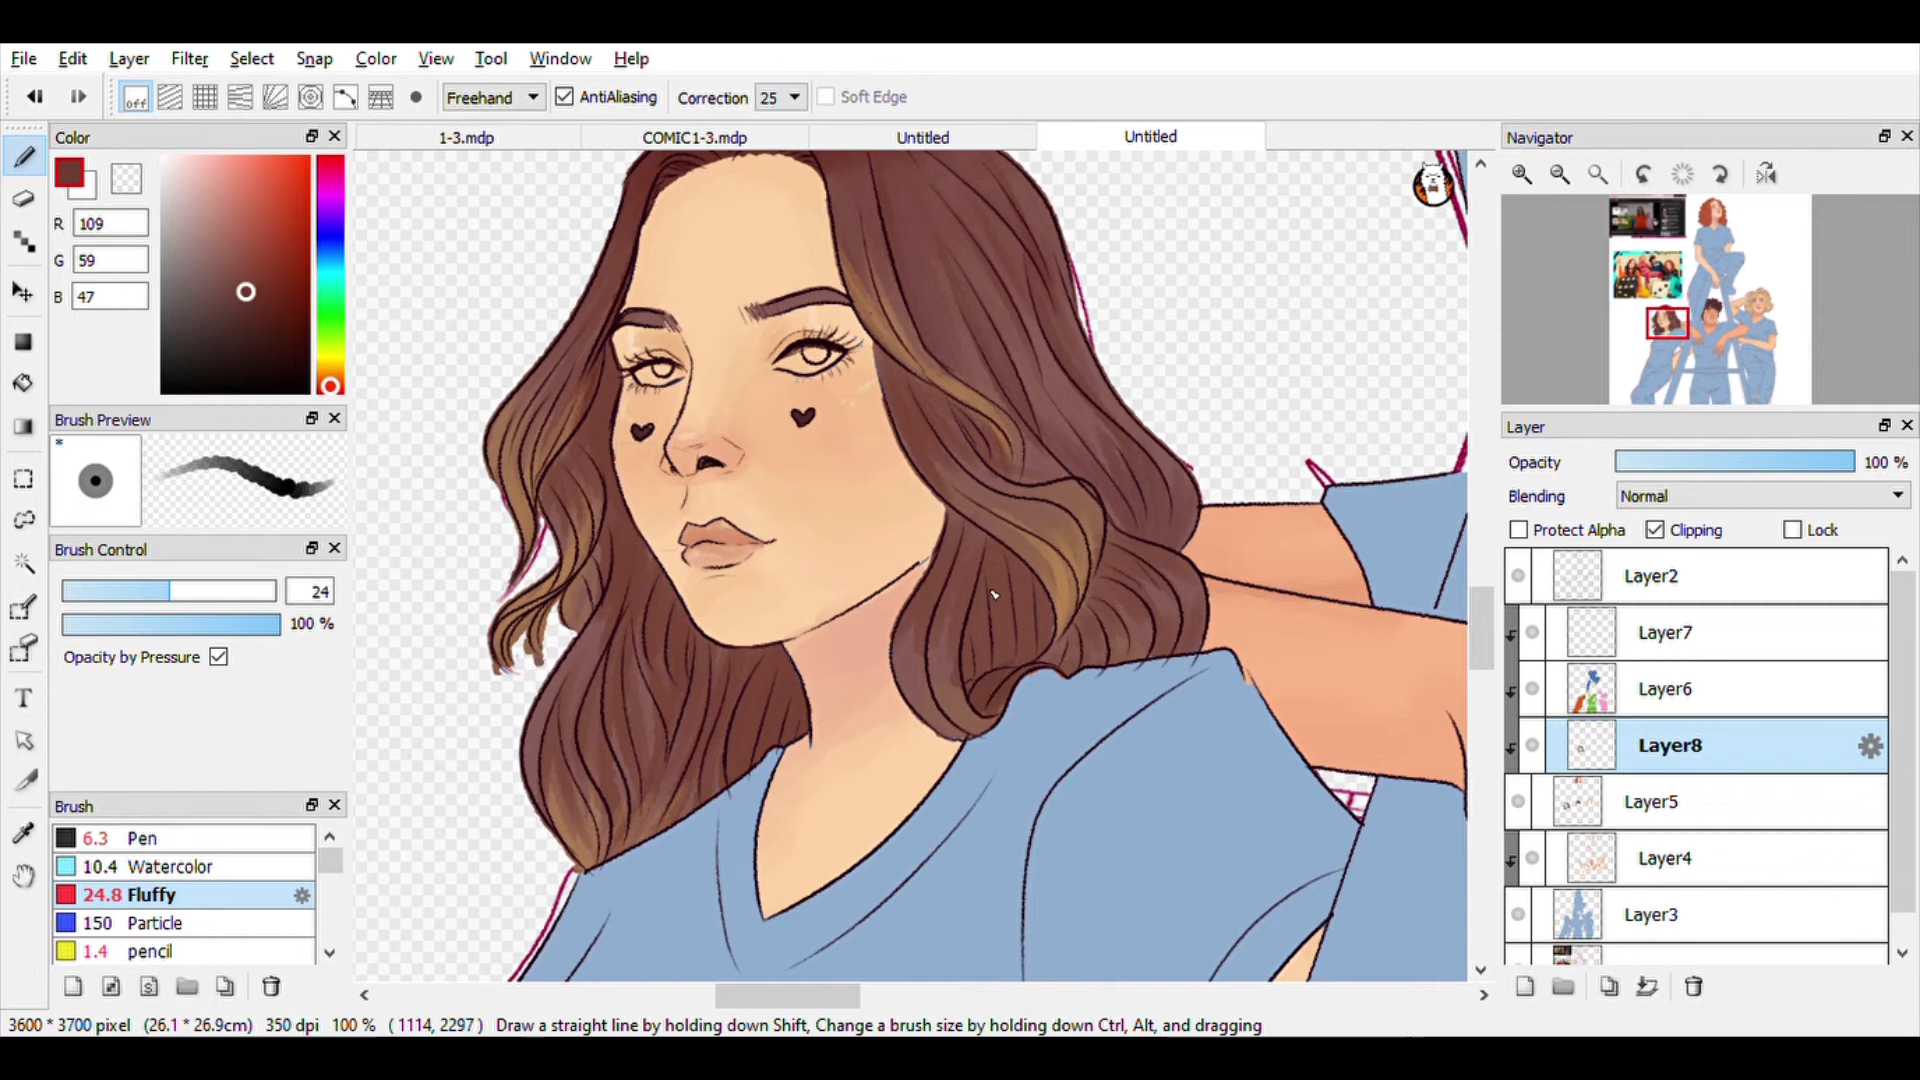 File Edit Layer Filter Select Snap Color View Tool Window Help
off Freehand AntiAliasing Correction 25 Soft Edge
Color
1-3.mdp COMIC1-3.mdp Untitled Untitled
Navigator
R 109
G 59
B 47
Brush Preview
*
Layer
Opacity 100 %
Blending Normal
Protect Alpha Clipping Lock
Brush Control
24
100 %
Opacity by Pressure
Layer2
Layer7
Layer6
Layer8
Layer5
Layer4
Layer3
Brush
6.3 Pen
10.4 Watercolor
24.8 Fluffy
150 Particle
1.4 pencil
3600 * 3700 pixel (26.1 * 26.9cm) 350 dpi 100 % ( 1114, 2297 ) Draw a straight line by holding down Shift, Change a brush size by holding down Ctrl, Alt, and dragging